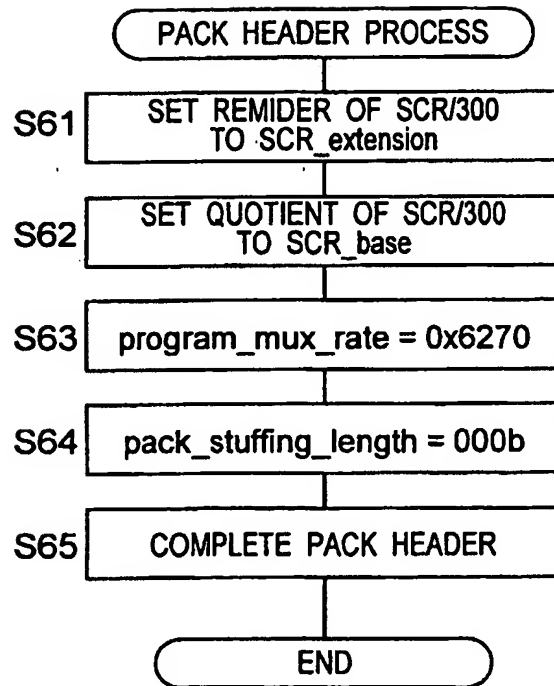 PACK HEADER PROCESS
S61
SET REMIDER OF SCR/300
TO SCR_extension
S62
SET QUOTIENT OF SCR/300
TO SCR_base
S63
program_mux_rate = 0x6270
S64
pack_stuffing_length = 000b
S65
COMPLETE PACK HEADER
END